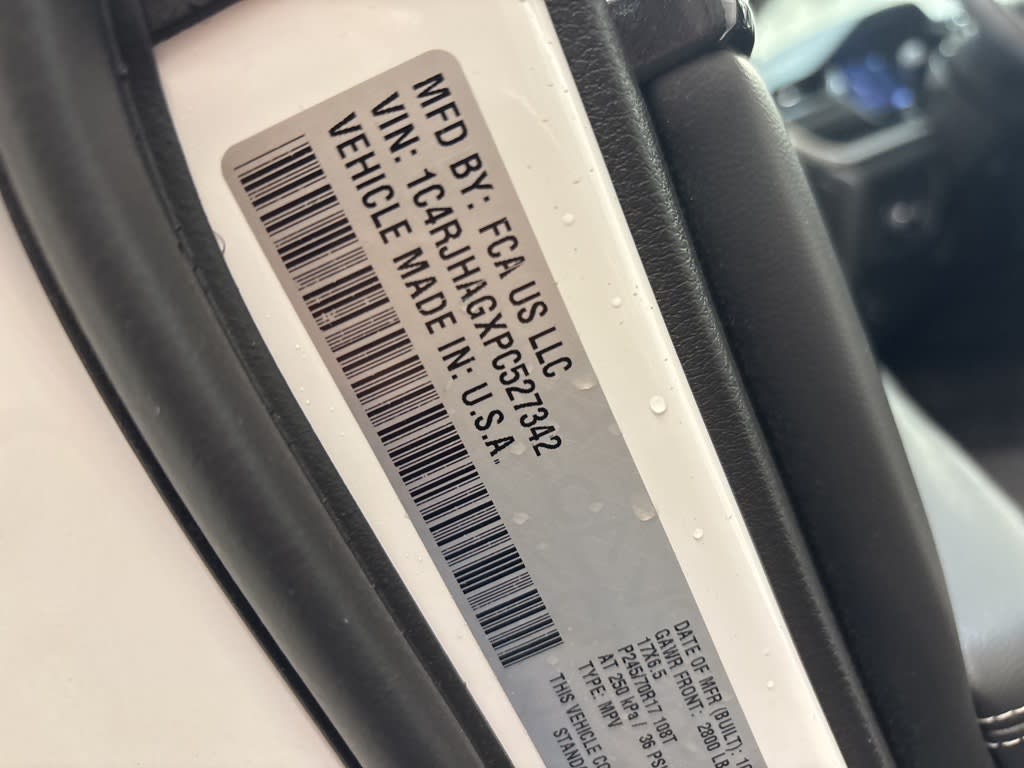 MFD BY: FCA US LLC
VIN: 1C4RJHAGXPC527342
VEHICLE MADE IN: U.S.A.
DATE OF MFR (BUILT):
GAWR FRONT: 2800 LB
17X6.5
P245/70R17 108T
AT 250 kPa / 36 PSI
TYPE: MPV
THIS VEHICLE